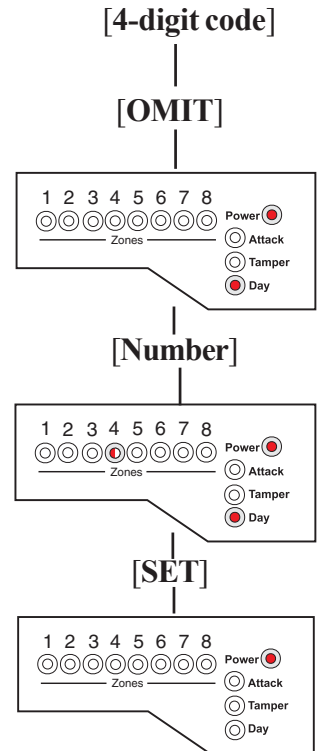 [4-digit code]
[OMIT]
1 2 3 4 5 6 7 8
Power
Attack
Zones
Tamper
Day
[Number]
1 2 3 4 5 6 7 8
Power
Attack
Zones
Tamper
Day
[SET]
1 2 3 4 5 6 7 8
Power
Attack
Zones
Tamper
Day